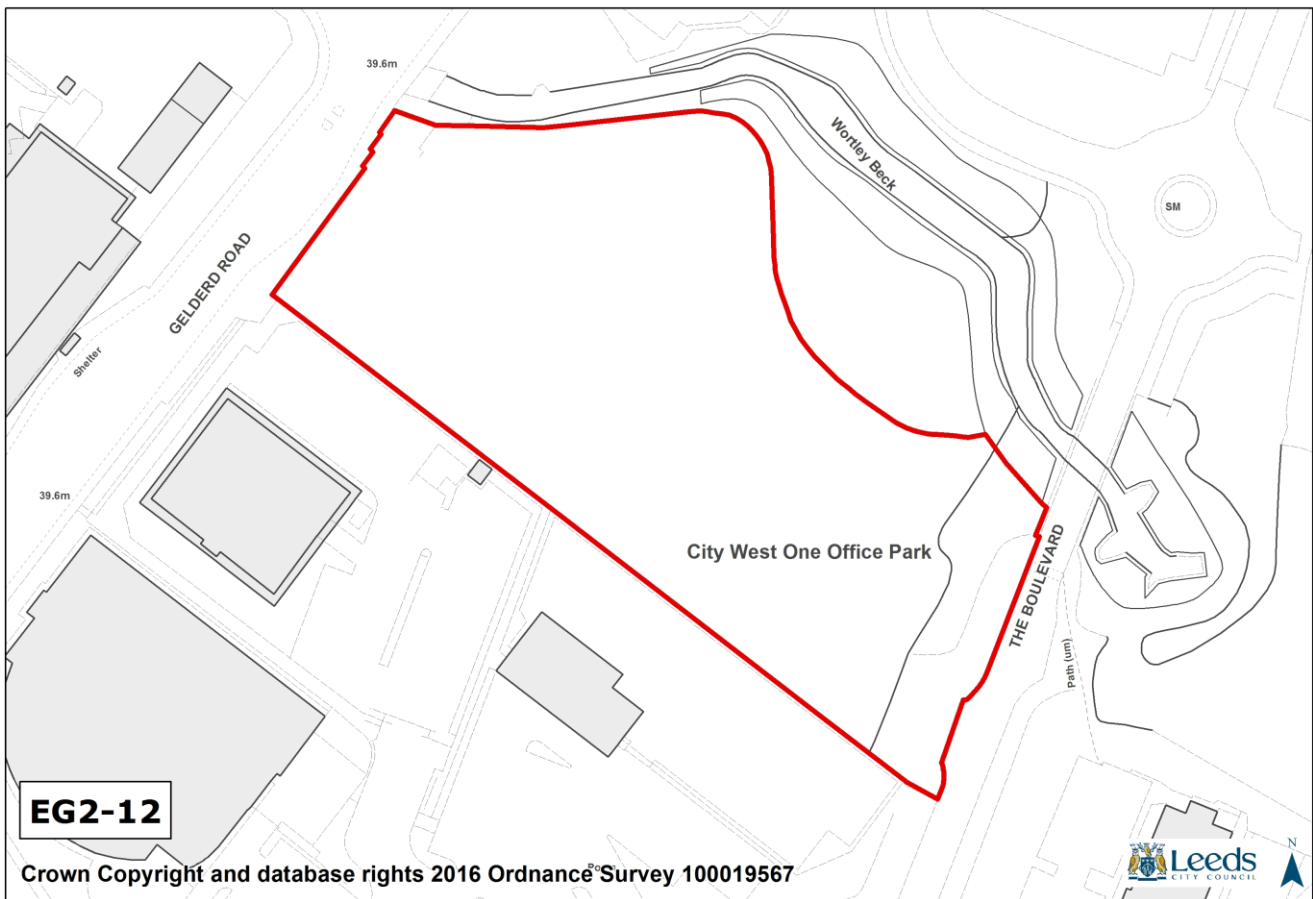 39.6m
Wortley Beck
SM
GELDERD ROAD
Shelter
39.6m
City West One Office Park
THE BOULEVARD
Path (um)
EG2-12
Crown Copyright and database rights 2016 Ordnance Survey 100019567
Leeds
CITY COUNCIL
N